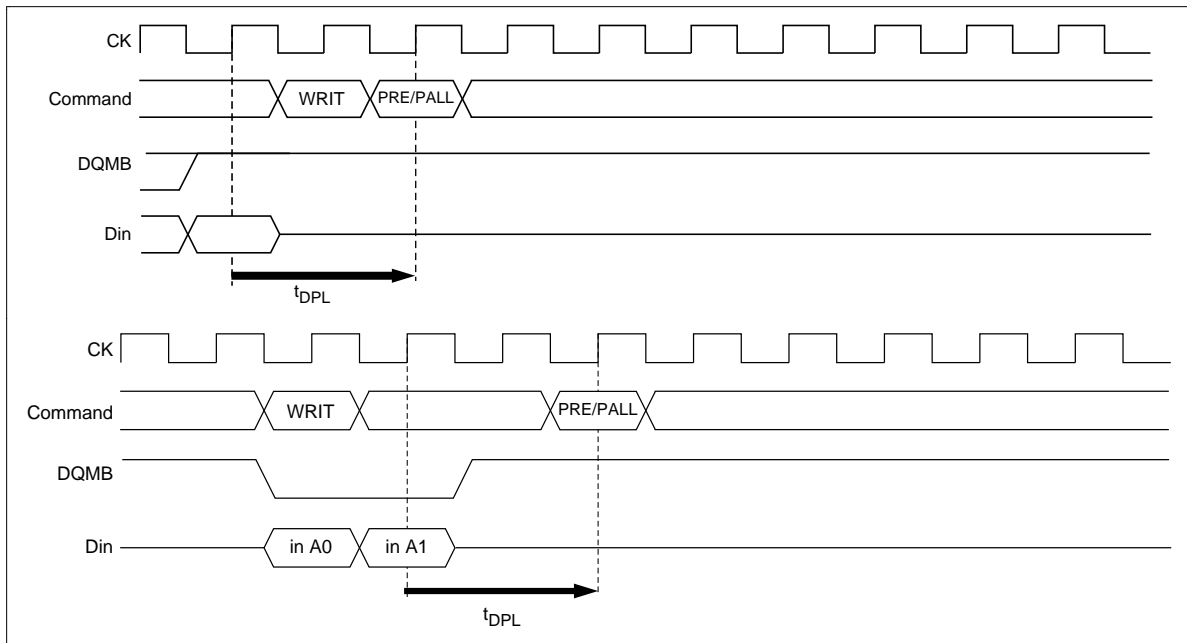 CK
Command WRIT PRE/PALL
DQMB
Din
tDPL
CK
Command WRIT PRE/PALL
DQMB
Din in A0 in A1
tDPL